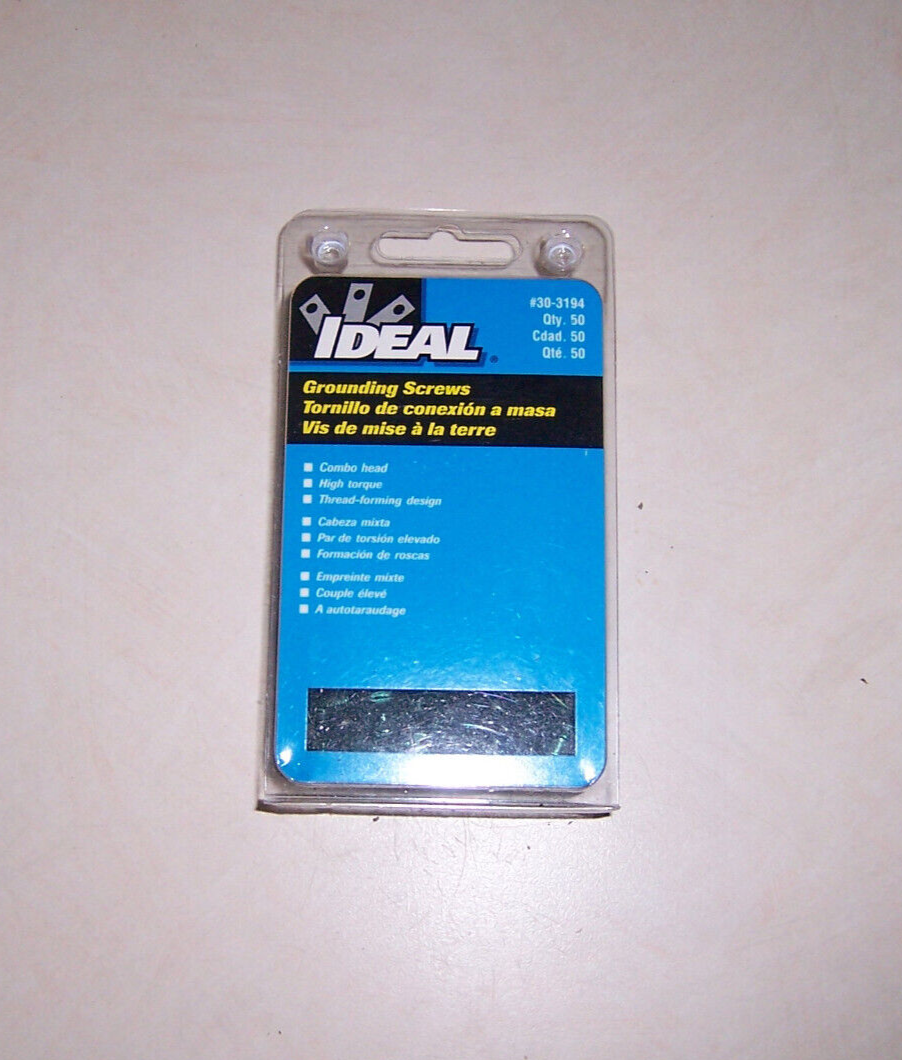 #30-3194
Qty. 50
Cdad. 50
Qté. 50
IDEAL®
Grounding Screws
Tornillo de conexión a masa
Vis de mise à la terre
Combo head
High torque
Thread-forming design
Cabeza mixta
Par de torsión elevado
Formación de roscas
Empreinte mixte
Couple élevé
A autotaraudage